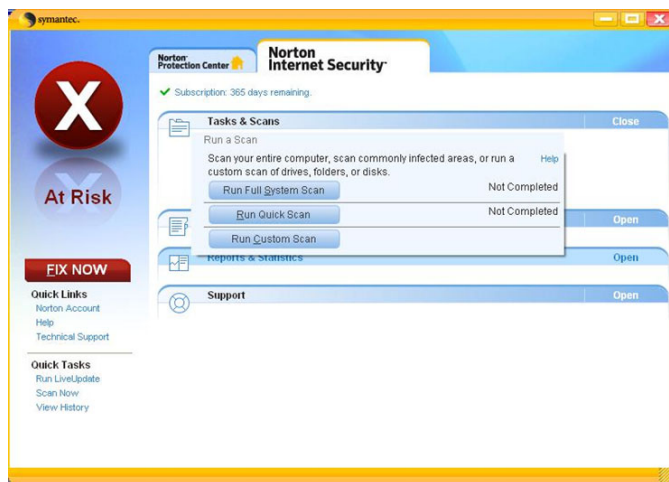 symantec.
Norton Protection Center
Norton Internet Security
Subscription: 365 days remaining.
X
At Risk
FIX NOW
Quick Links
Norton Account
Help
Technical Support
Quick Tasks
Run LiveUpdate
Scan Now
View History
Tasks & Scans
Close
Run a Scan
Scan your entire computer, scan commonly infected areas, or run a
Help
custom scan of drives, folders, or disks.
Run Full System Scan
Not Completed
Run Quick Scan
Not Completed
Run Custom Scan
Open
Reports & Statistics
Open
Support
Open